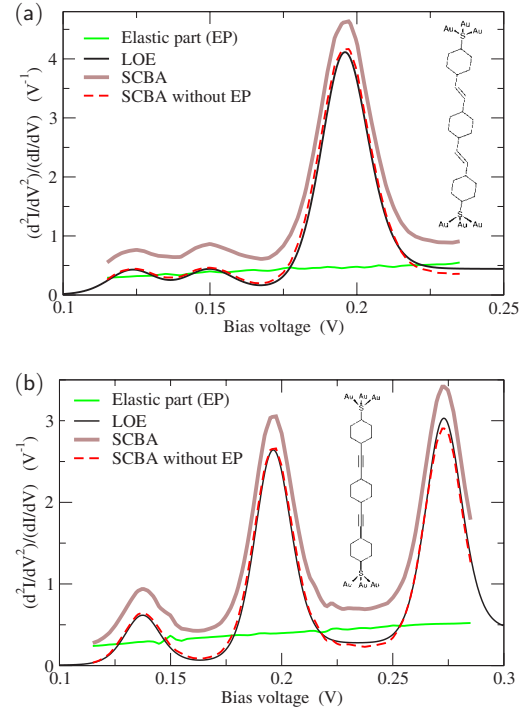 (a)
Au
Au Au
S
Elastic part (EP)
LOE
SCBA
SCBA without EP
(d²I/dV²)/(dI/dV) (V⁻¹)
4
3
2
1
0
S
Au Au Au
0.1 0.15 0.2 0.25
Bias voltage (V)
(b)
Au Au Au
S
Elastic part (EP)
LOE
SCBA
SCBA without EP
(d²I/dV²)/(dI/dV) (V⁻¹)
3
2
1
0
S
Au Au Au
0.1 0.15 0.2 0.25 0.3
Bias voltage (V)